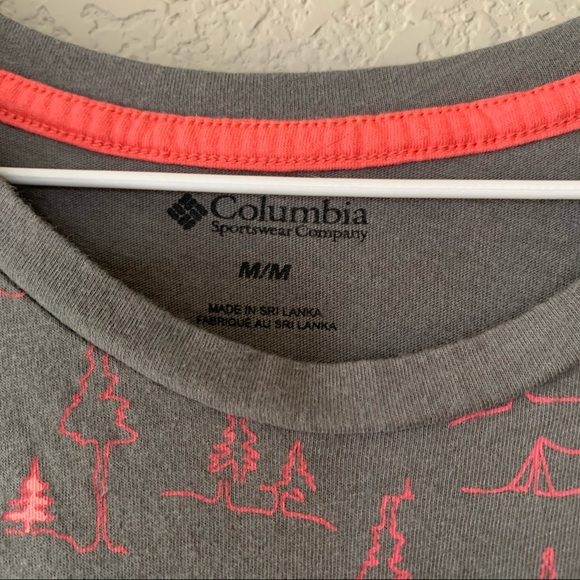 Columbia
Sportswear Company
M/M
MADE IN SRI LANKA
FABRIQUÉ AU SRI LANKA